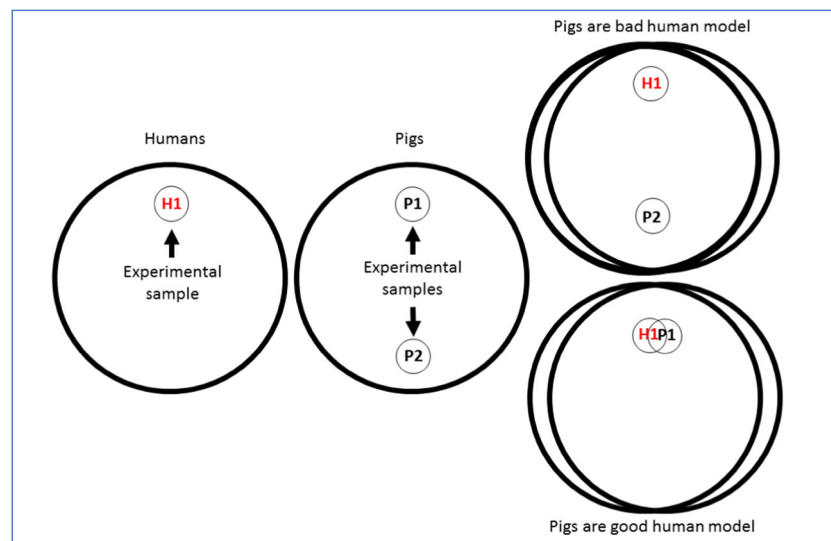 Pigs are bad human model
H1
P2
Humans
H1
Experimental
sample
Pigs
P1
Experimental
samples
P2
H1
P1
Pigs are good human model